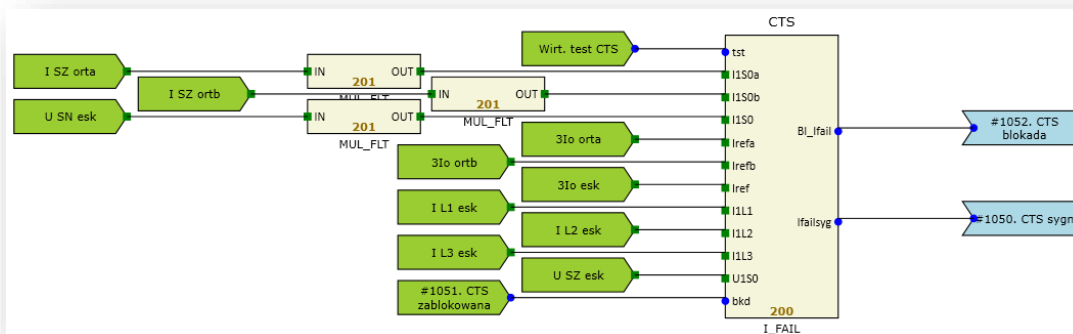 CTS
Wirt. test CTS
tst
I SZ orta
IN
OUT
201
MUL_FLT
I1S0a
I SZ ortb
IN
OUT
201
MUL_FLT
I1S0b
U SN esk
IN
OUT
201
MUL_FLT
I1S0
3Io orta
Irefa
3Io ortb
Irefb
3Io esk
Iref
I L1 esk
I1L1
I L2 esk
I1L2
I L3 esk
I1L3
U SZ esk
U1S0
#1051. CTS
zablokowana
bkd
Bl_Ifail
#1052. CTS
blokada
Ifailsyg
#1050. CTS sygn
200
I_FAIL